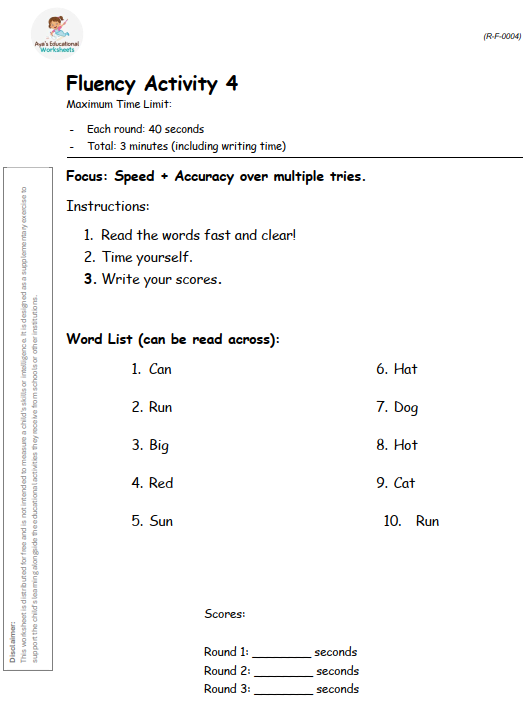 Aya's Educational
Worksheets
(R-F-0004)
Fluency Activity 4
Maximum Time Limit:
- Each round: 40 seconds
- Total: 3 minutes (including writing time)
Focus: Speed + Accuracy over multiple tries.
Instructions:
1. Read the words fast and clear!
2. Time yourself.
3. Write your scores.
Word List (can be read across):
1. Can
2. Run
3. Big
4. Red
5. Sun
6. Hat
7. Dog
8. Hot
9. Cat
10. Run
Scores:
Round 1: ________ seconds
Round 2: ________ seconds
Round 3: ________ seconds
Disclaimer:
This worksheet is distributed for free and is not intended to measure a child's skills or intelligence. It is designed as a supplementary exercise to
support the child's learning alongside the educational activities they receive from schools or other institutions.